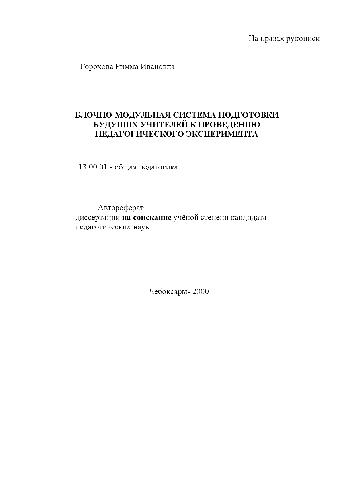 На правах рукописи
Горохова Римма Ивановна
БЛОЧНО-МОДУЛЬНАЯ СИСТЕМА ПОДГОТОВКИ
БУДУЩИХ УЧИТЕЛЕЙ К ПРОВЕДЕНИЮ
ПЕДАГОГИЧЕСКОГО ЭКСПЕРИМЕНТА
13.00.01 - общая педагогика
Автореферат
диссертации на соискание учёной степени кандидата
педагогических наук
Чебоксары- 2000